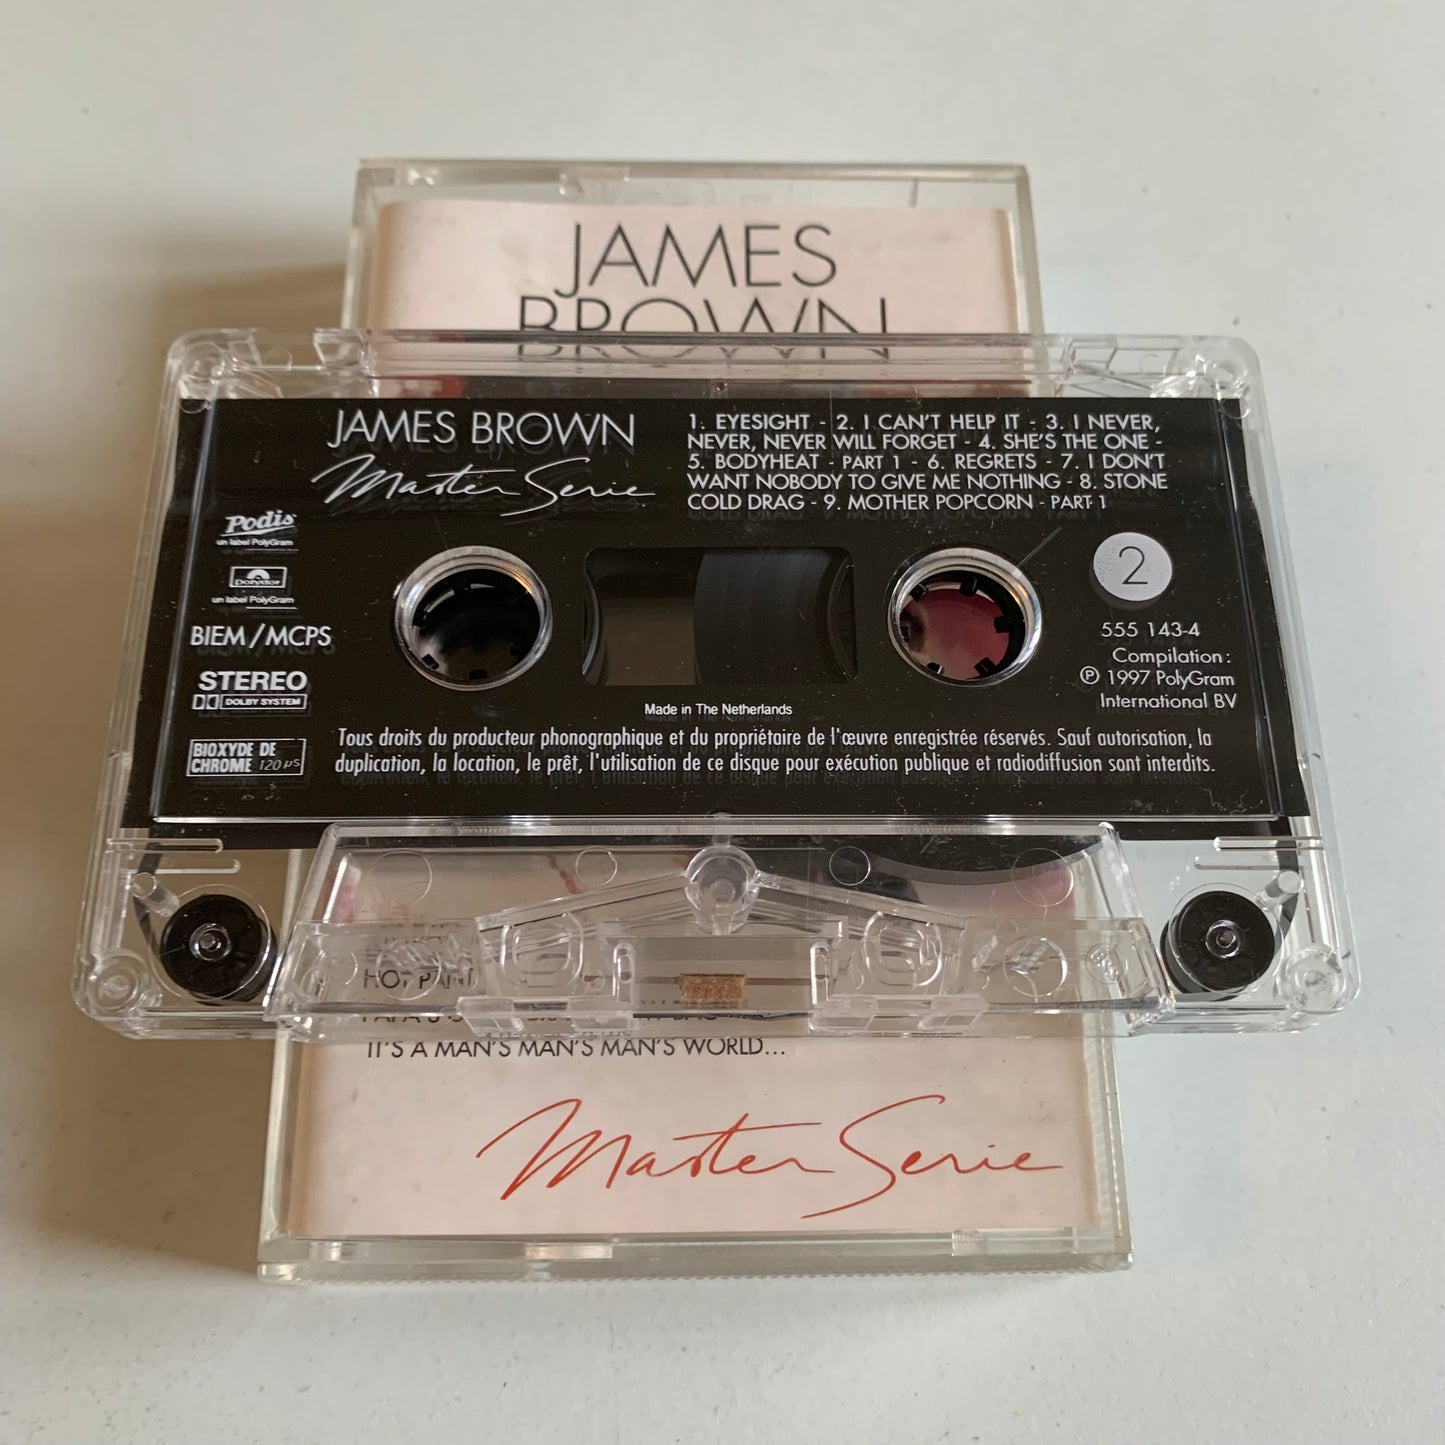 JAMES
BROWN
JAMES BROWN
Master Serie
1. EYESIGHT - 2. I CAN'T HELP IT - 3. I NEVER,
NEVER, NEVER WILL FORGET - 4. SHE'S THE ONE -
5. BODYHEAT - PART 1 - 6. REGRETS - 7. I DON'T
WANT NOBODY TO GIVE ME NOTHING - 8. STONE
COLD DRAG - 9. MOTHER POPCORN - PART 1
Podis
un label PolyGram
Polydor
un label PolyGram
BIEM/MCPS
STEREO
DOLBY SYSTEM
BIOXYDE DE
CHROME 120 µs
2
555 143-4
Compilation :
℗ 1997 PolyGram
International BV
Made in The Netherlands
Tous droits du producteur phonographique et du propriétaire de l'œuvre enregistrée réservés. Sauf autorisation, la
duplication, la location, le prêt, l'utilisation de ce disque pour exécution publique et radiodiffusion sont interdits.
HOT
IT'S A MAN'S MAN'S MAN'S WORLD...
Master Serie